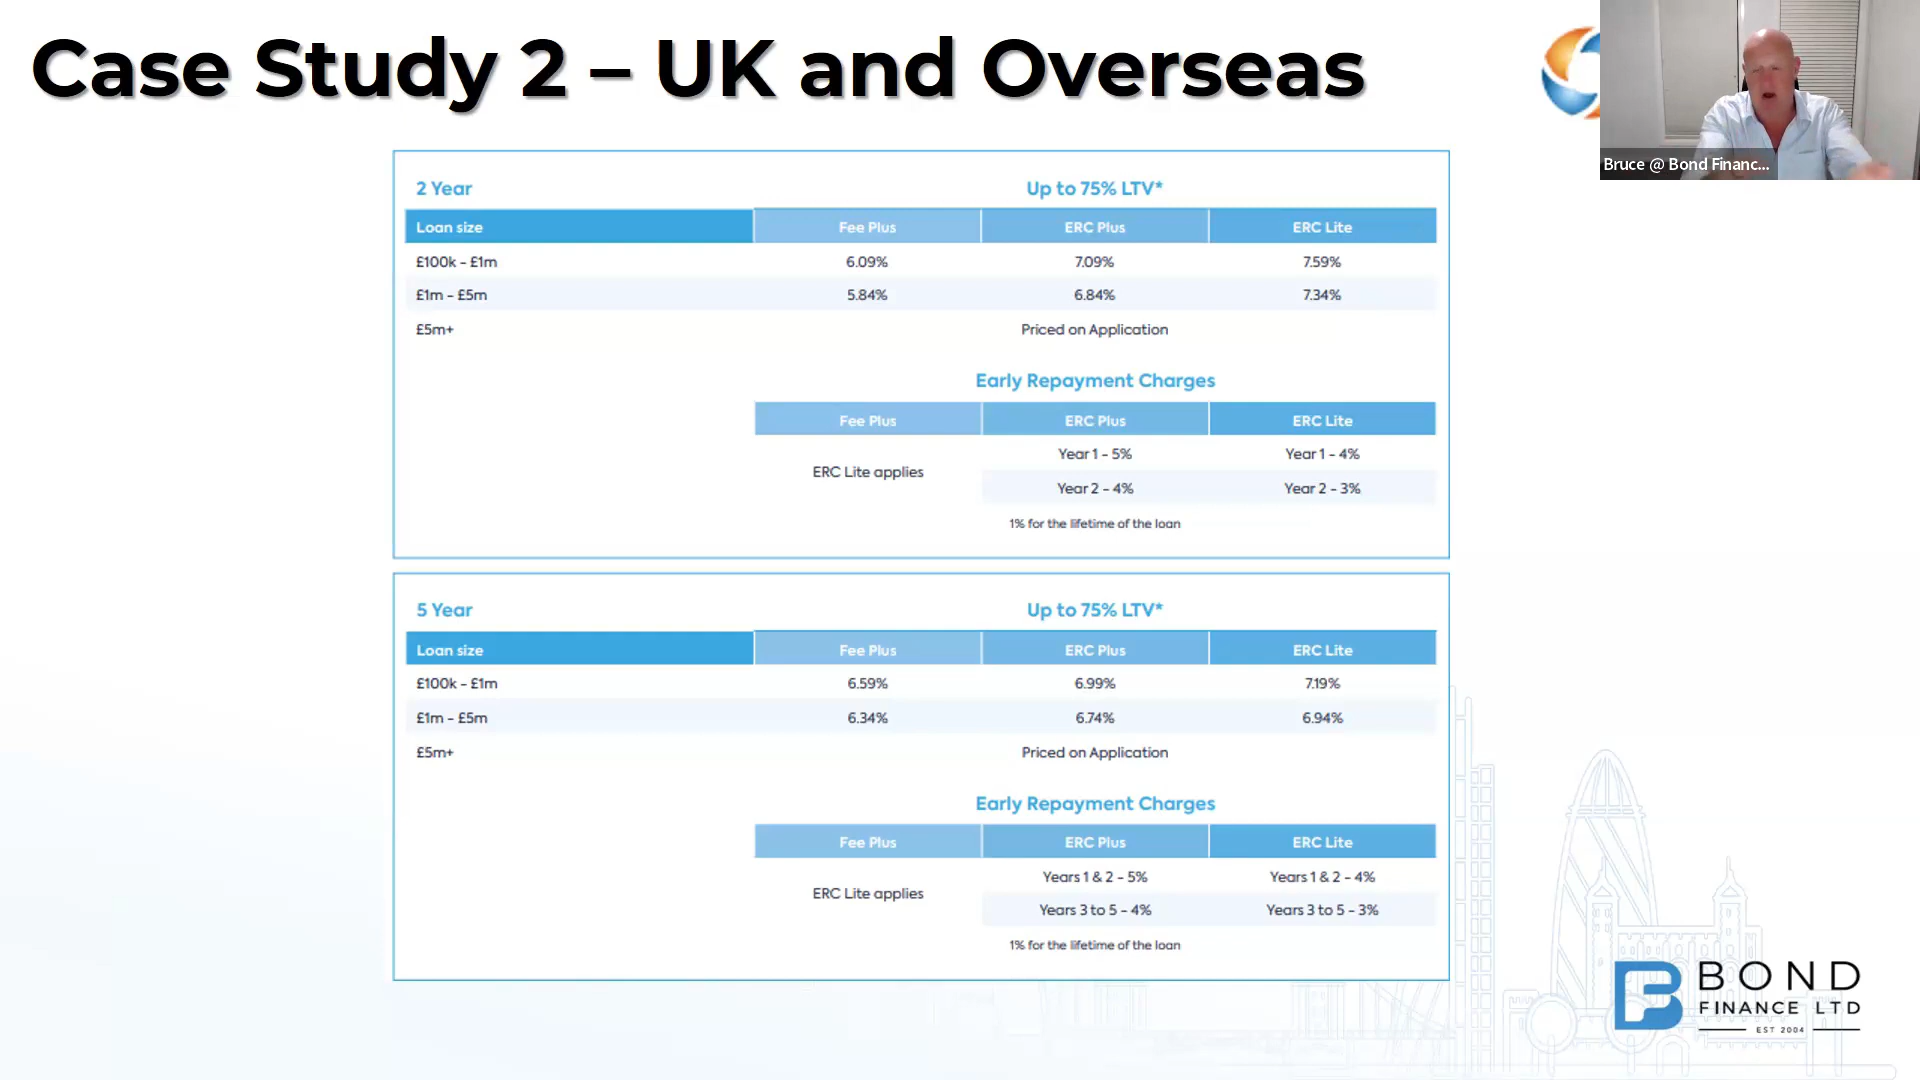 Case Study 2 – UK and Overseas
Bruce @ Bond Financ...
2 Year Up to 75% LTV*
Loan size Fee Plus ERC Plus ERC Lite
£100k - £1m 6.09% 7.09% 7.59%
£1m - £5m 5.84% 6.84% 7.34%
£5m+ Priced on Application
Early Repayment Charges
Fee Plus ERC Plus ERC Lite
Year 1 - 5% Year 1 - 4%
ERC Lite applies
Year 2 - 4% Year 2 - 3%
1% for the lifetime of the loan
5 Year Up to 75% LTV*
Loan size Fee Plus ERC Plus ERC Lite
£100k - £1m 6.59% 6.99% 7.19%
£1m - £5m 6.34% 6.74% 6.94%
£5m+ Priced on Application
Early Repayment Charges
Fee Plus ERC Plus ERC Lite
Years 1 & 2 - 5% Years 1 & 2 - 4%
ERC Lite applies
Years 3 to 5 - 4% Years 3 to 5 - 3%
1% for the lifetime of the loan
BOND
FINANCE LTD
EST 2004